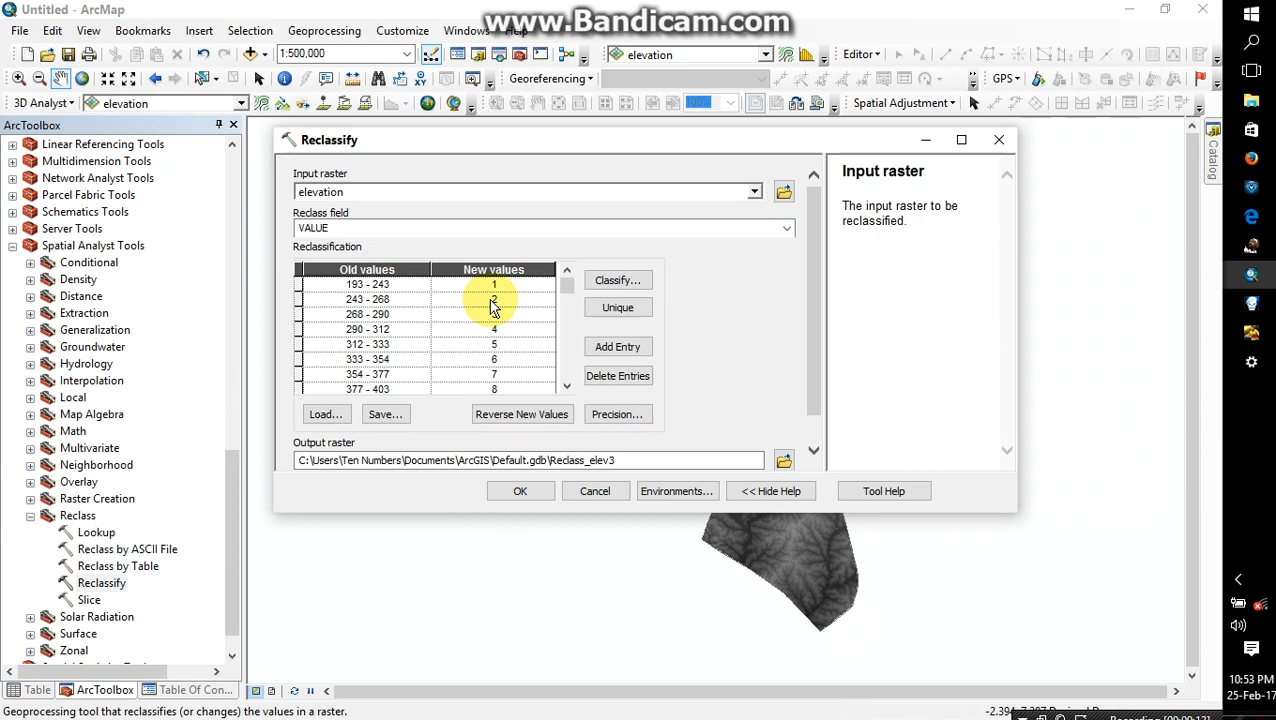 Untitled - ArcMap
www.Bandicam.com
File Edit View Bookmarks Insert Selection Geoprocessing Customize Windows Help
1:500,000
elevation
Editor
Georeferencing
GPS
3D Analyst
elevation
100%
Spatial Adjustment
ArcToolbox
Linear Referencing Tools
Multidimension Tools
Network Analyst Tools
Parcel Fabric Tools
Schematics Tools
Server Tools
Spatial Analyst Tools
Conditional
Density
Distance
Extraction
Generalization
Groundwater
Hydrology
Interpolation
Local
Map Algebra
Math
Multivariate
Neighborhood
Overlay
Raster Creation
Reclass
Lookup
Reclass by ASCII File
Reclass by Table
Reclassify
Slice
Solar Radiation
Surface
Zonal
Table ArcToolbox Table Of Con...
Catalog
Reclassify
Input raster
elevation
Reclass field
VALUE
Reclassification
Old values New values
193 - 243 1
243 - 268 2
268 - 290 3
290 - 312 4
312 - 333 5
333 - 354 6
354 - 377 7
377 - 403 8
Classify...
Unique
Add Entry
Delete Entries
Load... Save... Reverse New Values Precision...
Output raster
C:\Users\Ten Numbers\Documents\ArcGIS\Default.gdb\Reclass_elev3
OK Cancel Environments... << Hide Help Tool Help
Input raster
The input raster to be
reclassified.
Geoprocessing tool that reclassifies (or changes) the values in a raster.
10:53 PM
25-Feb-17